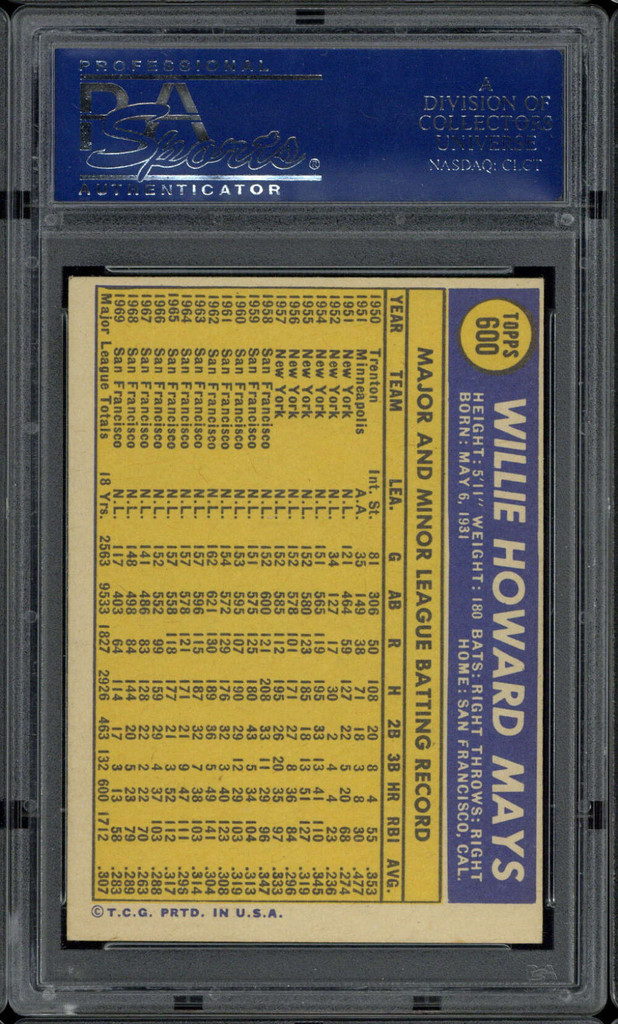 PROFESSIONAL
PSA
Sports®
AUTHENTICATOR
A
DIVISION OF
COLLECTORS
UNIVERSE
NASDAQ: CLCT
TOPPS
600
WILLIE HOWARD MAYS
HEIGHT: 5'11" WEIGHT: 180 BATS: RIGHT THROWS: RIGHT
BORN: MAY 6, 1931 HOME: SAN FRANCISCO, CAL.
MAJOR AND MINOR LEAGUE BATTING RECORD
YEAR TEAM LEA. G AB R H 2B 3B HR RBI AVG.
1950 Trenton Int. St. 81 306 50 108 20 8 4 55 .353
1951 Minneapolis A.A. 35 149 38 71 18 3 8 30 .477
1951 New York N.L. 121 464 59 127 22 5 20 68 .274
1952 New York N.L. 34 127 17 30 2 4 4 23 .236
1954 New York N.L. 151 565 119 195 33 13 41 110 .345
1955 New York N.L. 152 580 123 185 18 13 51 127 .319
1956 New York N.L. 152 578 101 171 27 8 36 84 .296
1957 New York N.L. 152 585 112 195 26 20 35 97 .333
1958 San Francisco N.L. 152 600 121 208 33 11 29 96 .347
1959 San Francisco N.L. 151 575 125 180 43 5 34 104 .313
1960 San Francisco N.L. 153 595 107 190 29 12 29 103 .319
1961 San Francisco N.L. 154 572 129 176 32 3 40 123 .308
1962 San Francisco N.L. 162 621 130 189 36 5 49 141 .304
1963 San Francisco N.L. 157 596 115 187 32 7 38 103 .314
1964 San Francisco N.L. 157 578 121 171 21 9 47 111 .296
1965 San Francisco N.L. 157 558 118 177 21 3 52 112 .317
1966 San Francisco N.L. 152 552 99 159 29 4 37 103 .288
1967 San Francisco N.L. 141 486 83 128 22 2 22 70 .263
1968 San Francisco N.L. 148 498 84 144 20 5 23 79 .289
1969 San Francisco N.L. 117 403 64 114 17 3 13 58 .283
Major League Totals 18 Yrs. 2563 9533 1827 2926 463 132 600 1712 .307
© T.C.G. PRTD. IN U.S.A.
PSA